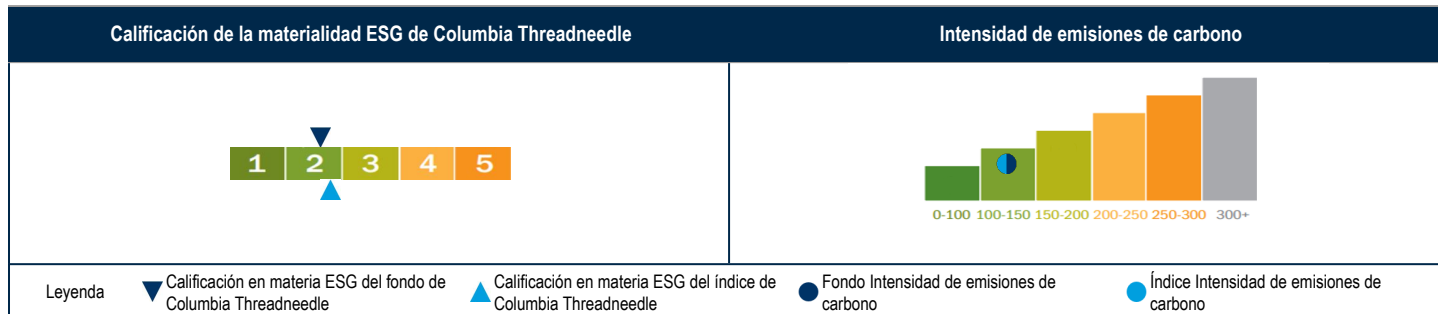 Calificación de la materialidad ESG de Columbia Threadneedle
Intensidad de emisiones de carbono
1 2 3 4 5
0-100 100-150 150-200 200-250 250-300 300+
Leyenda
Calificación en materia ESG del fondo de
Columbia Threadneedle
Calificación en materia ESG del índice de
Columbia Threadneedle
Fondo Intensidad de emisiones de
carbono
Índice Intensidad de emisiones de
carbono